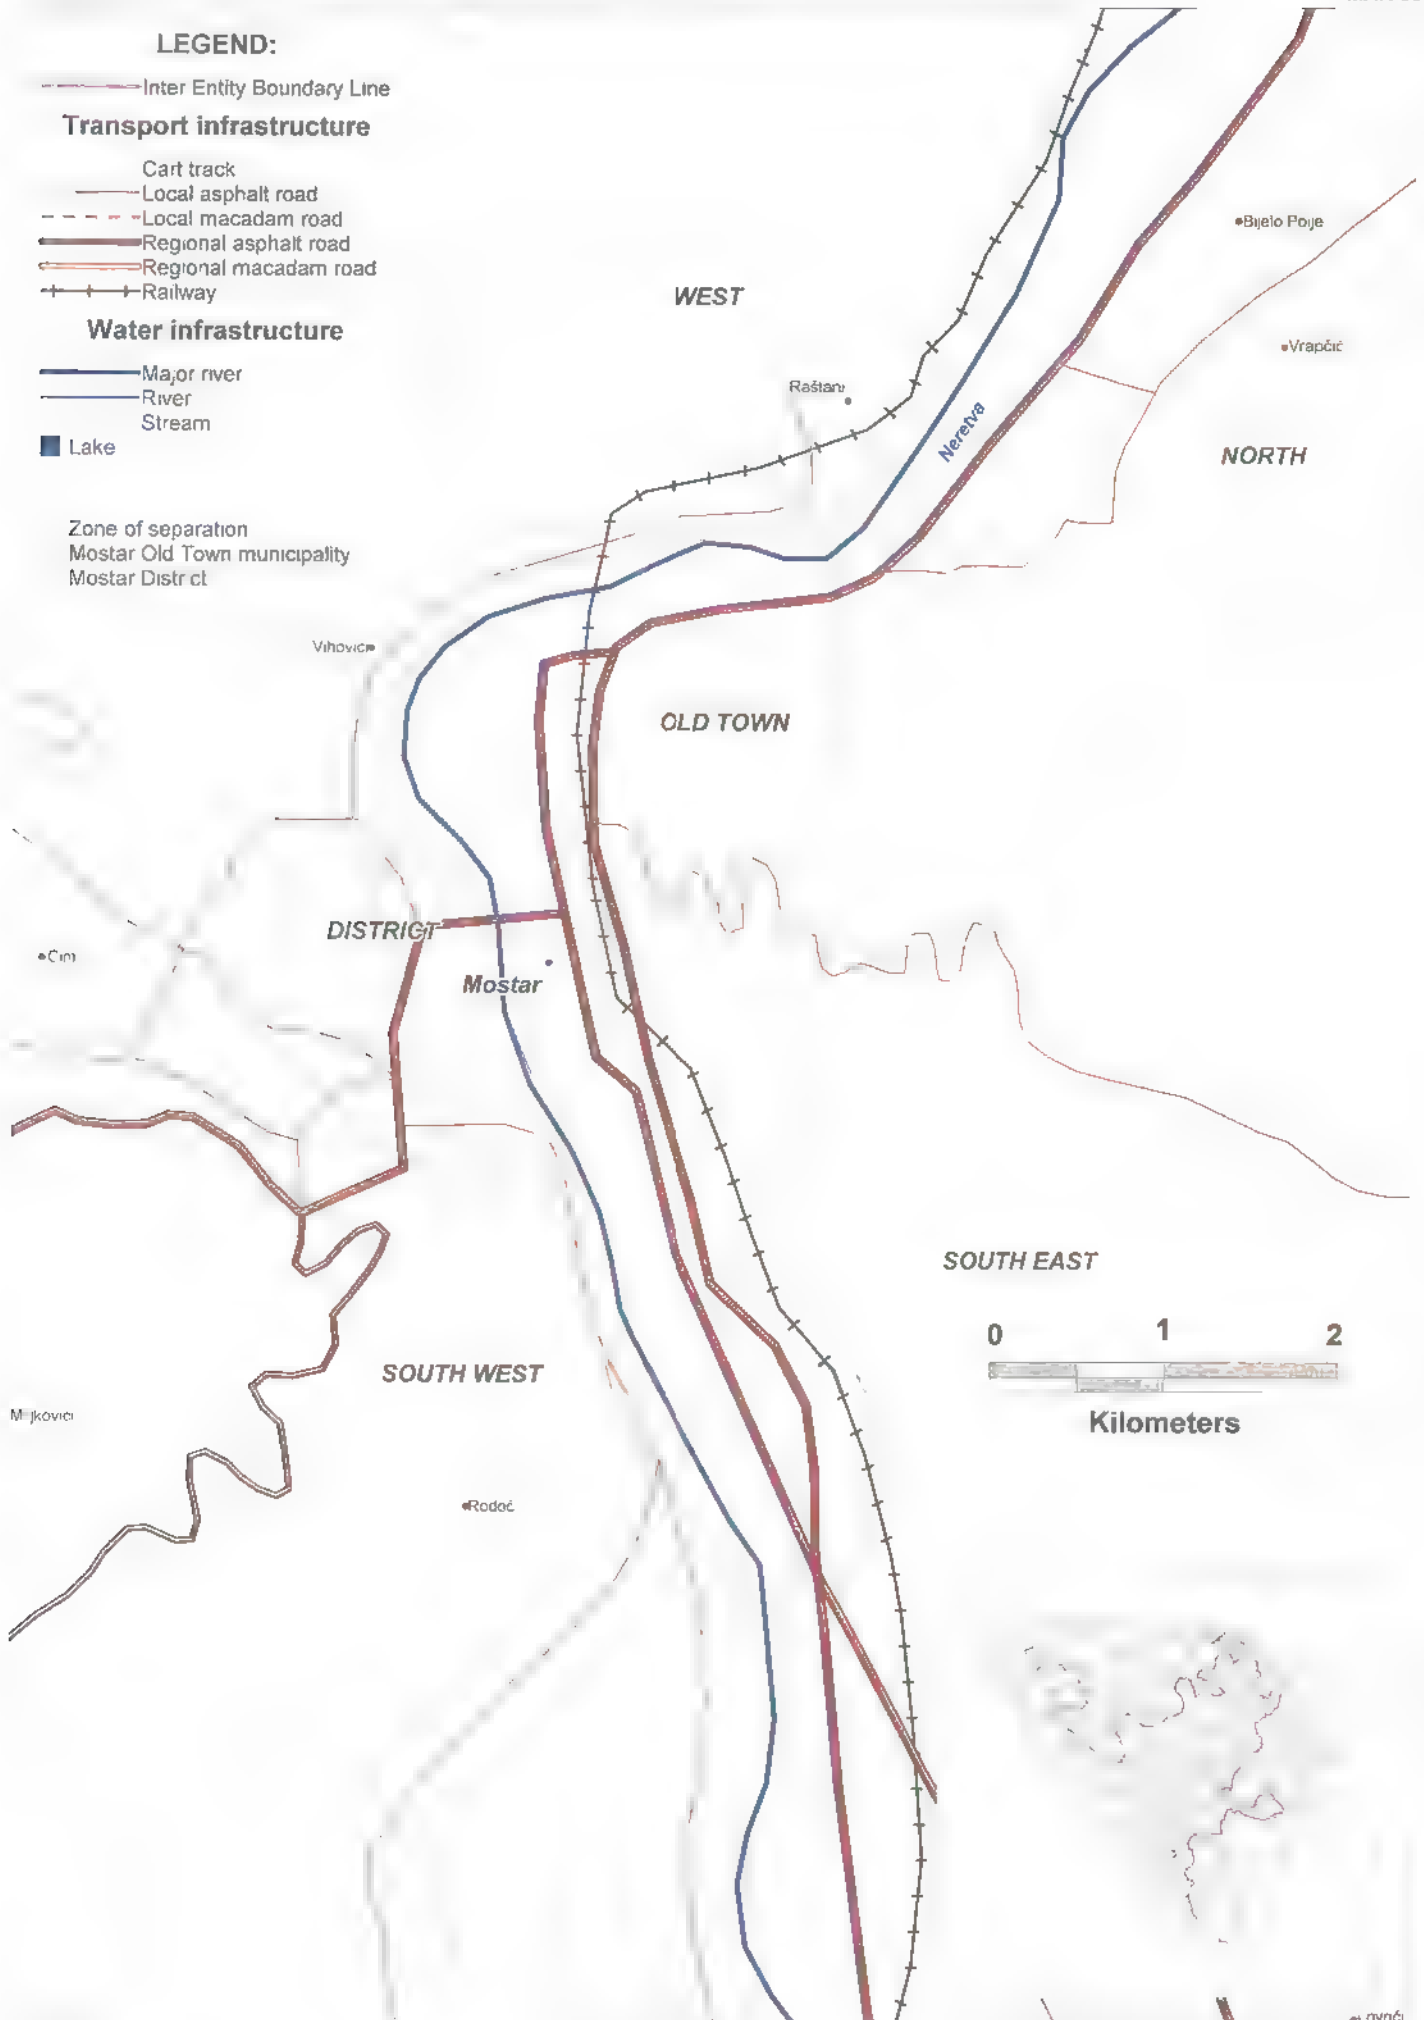 LEGEND:
Inter Entity Boundary Line
Transport infrastructure
Cart track
Local asphalt road
Local macadam road
Regional asphalt road
Regional macadam road
Railway
Water infrastructure
Major river
River
Stream
Lake
Zone of separation
Mostar Old Town municipality
Mostar District
Bijelo Polje
WEST
Vrapčić
Raštani
Neretva
NORTH
Vihovići
OLD TOWN
DISTRICT
Cim
Mostar
SOUTH EAST
0 1 2
SOUTH WEST
Kilometers
Rodoč